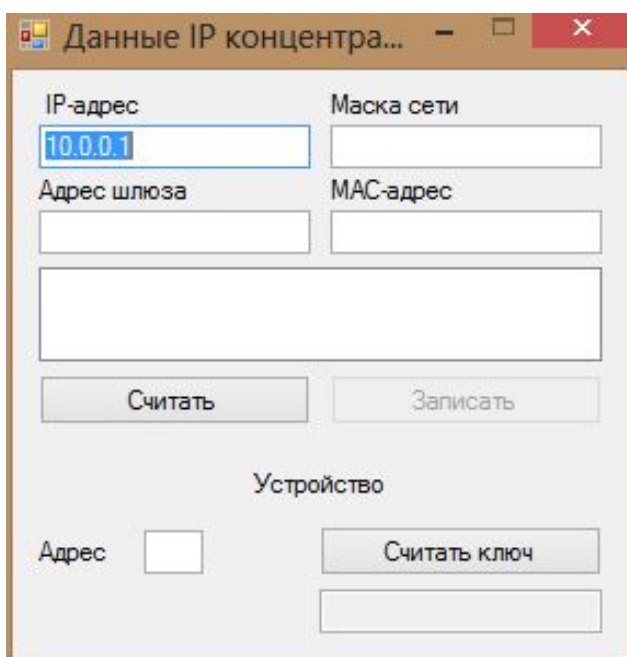 Данные IP концентра...
IP-адрес
Маска сети
10.0.0.1
Адрес шлюза
MAC-адрес
Считать
Записать
Устройство
Адрес
Считать ключ